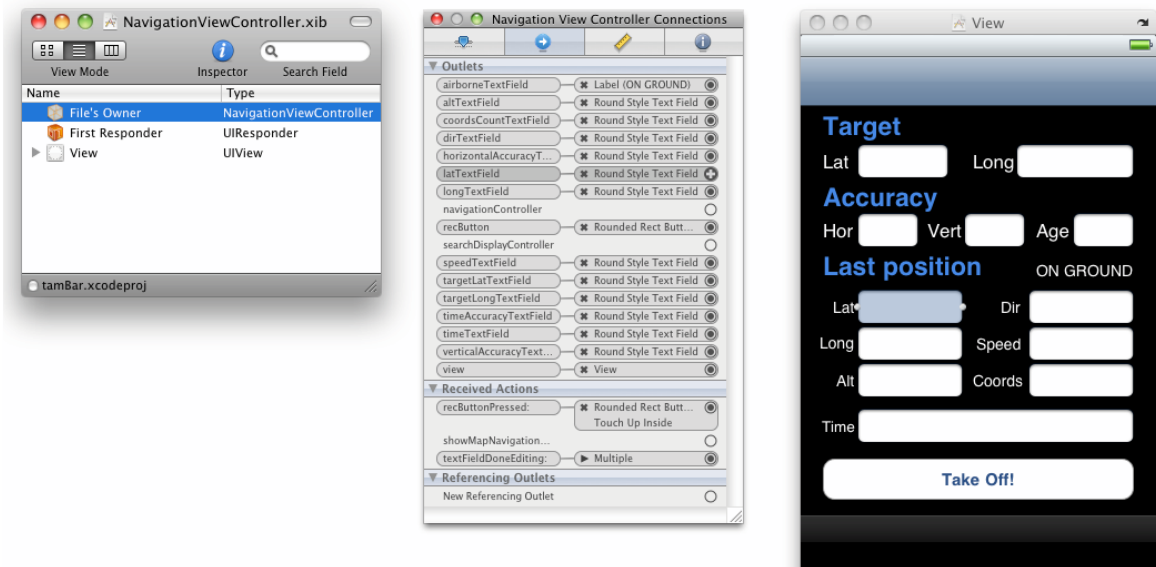 NavigationViewController.xib
View Mode
Inspector
Search Field
Name Type
File's Owner NavigationViewController
First Responder UIResponder
View UIView
tamBar.xcodeproj
Navigation View Controller Connections
Outlets
airborneTextField Label (ON GROUND)
altTextField Round Style Text Field
coordsCountTextField Round Style Text Field
dirTextField Round Style Text Field
horizontalAccuracyT... Round Style Text Field
latTextField Round Style Text Field
longTextField Round Style Text Field
navigationController
recButton Rounded Rect Butt...
searchDisplayController
speedTextField Round Style Text Field
targetLatTextField Round Style Text Field
targetLongTextField Round Style Text Field
timeAccuracyTextField Round Style Text Field
timeTextField Round Style Text Field
verticalAccuracyText... Round Style Text Field
view View
Received Actions
recButtonPressed: Rounded Rect Butt...
Touch Up Inside
showMapNavigation...
textFieldDoneEditing: Multiple
Referencing Outlets
New Referencing Outlet
View
Target
Lat Long
Accuracy
Hor Vert Age
Last position ON GROUND
Lat Dir
Long Speed
Alt Coords
Time
Take Off!